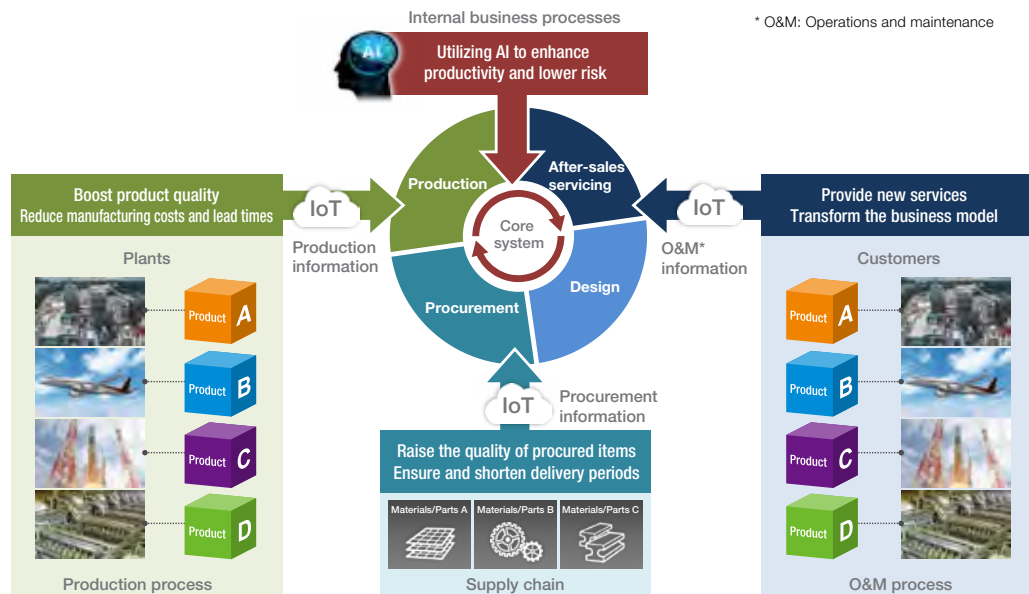 Internal business processes
* O&M: Operations and maintenance
AI
Utilizing AI to enhance
productivity and lower risk
Production
After-sales
servicing
Core
system
Procurement
Design
Boost product quality
Reduce manufacturing costs and lead times
IoT
Production
information
Plants
Product A
Product B
Product C
Product D
Production process
IoT
O&M*
information
Provide new services
Transform the business model
Customers
Product A
Product B
Product C
Product D
O&M process
IoT
Procurement
information
Raise the quality of procured items
Ensure and shorten delivery periods
Materials/Parts A
Materials/Parts B
Materials/Parts C
Supply chain